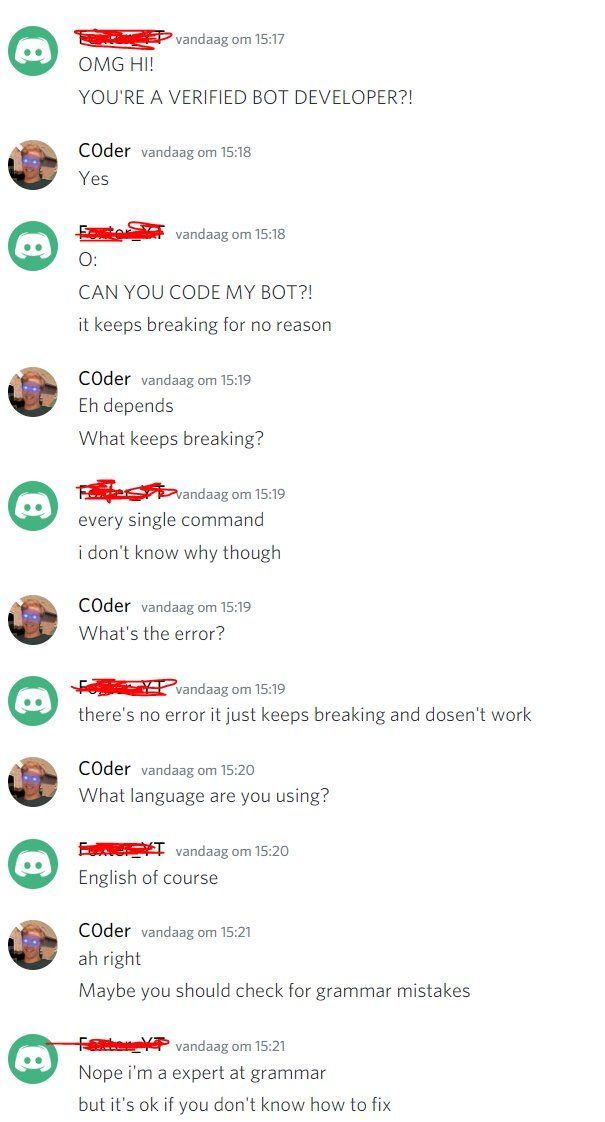 vandaag om 15:17
OMG HI!
YOU'RE A VERIFIED BOT DEVELOPER?!
C0der vandaag om 15:18
Yes
vandaag om 15:18
O:
CAN YOU CODE MY BOT?!
it keeps breaking for no reason
C0der vandaag om 15:19
Eh depends
What keeps breaking?
vandaag om 15:19
every single command
i don't know why though
C0der vandaag om 15:19
What's the error?
vandaag om 15:19
there's no error it just keeps breaking and dosen't work
C0der vandaag om 15:20
What language are you using?
vandaag om 15:20
English of course
C0der vandaag om 15:21
ah right
Maybe you should check for grammar mistakes
vandaag om 15:21
Nope i'm a expert at grammar
but it's ok if you don't know how to fix